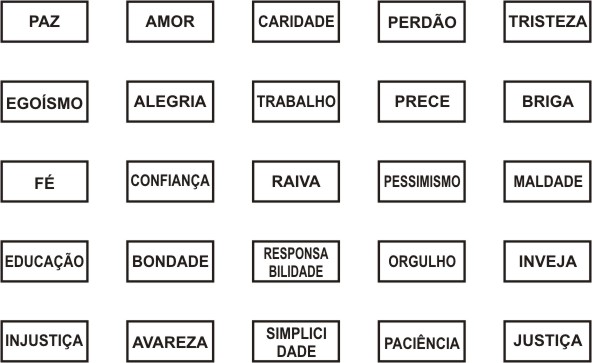 PAZ AMOR CARIDADE PERDÃO TRISTEZA
EGOÍSMO ALEGRIA TRABALHO PRECE BRIGA
FÉ CONFIANÇA RAIVA PESSIMISMO MALDADE
EDUCAÇÃO BONDADE RESPONSA
BILIDADE ORGULHO INVEJA
INJUSTIÇA AVAREZA SIMPLICI
DADE PACIÊNCIA JUSTIÇA